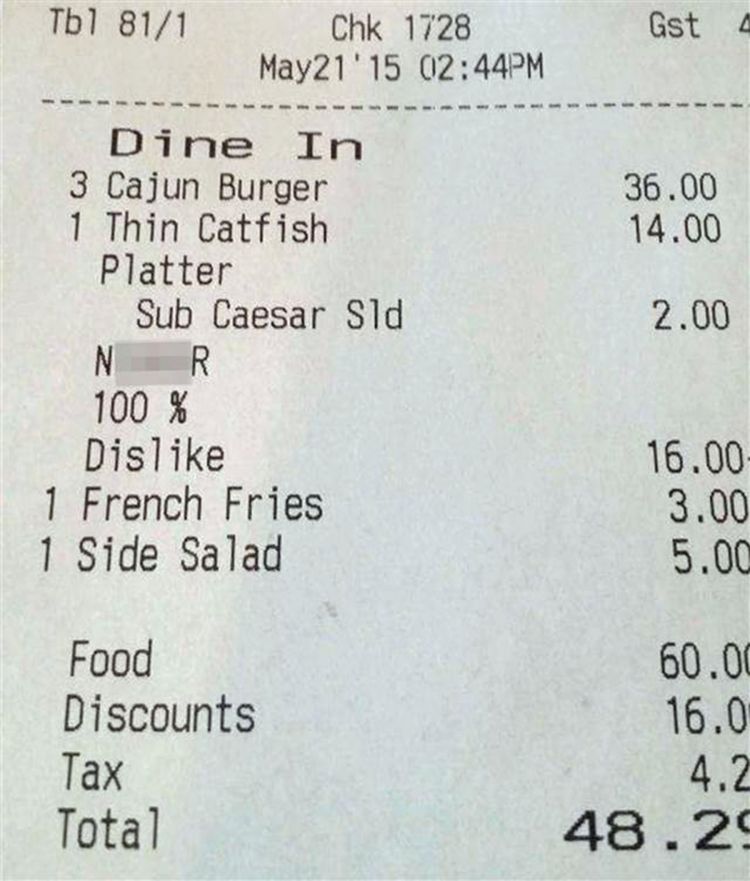 Tbl 81/1 Chk 1728 Gst 4
May21'15 02:44PM
Dine In
3 Cajun Burger 36.00
1 Thin Catfish 14.00
Platter
Sub Caesar Sld 2.00
N R
100 %
Dislike 16.00-
1 French Fries 3.00
1 Side Salad 5.00
Food 60.00
Discounts 16.0
Tax 4.2
Total 48.29